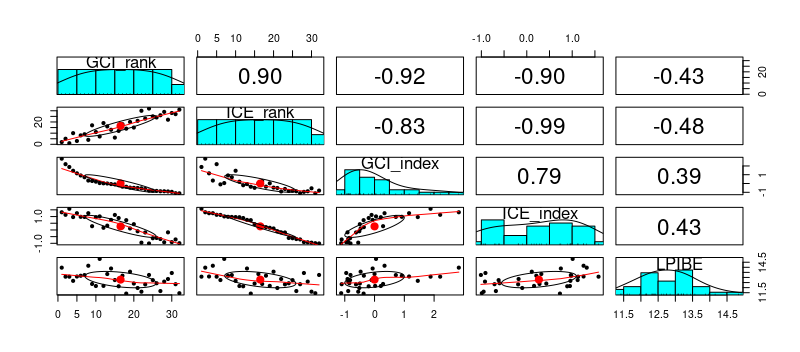 0 5 10 20 30
-1.0 0.0 1.0
GCI_rank
0.90
-0.92
-0.90
-0.43
0 20
0 20
ICE_rank
-0.83
-0.99
-0.48
GCI_index
0.79
0.39
-1 1
-1.0 1.0
ICE_index
0.43
LPIBE
11.5 14.5
0 5 10 20 30
-1 0 1 2
11.5 12.5 13.5 14.5